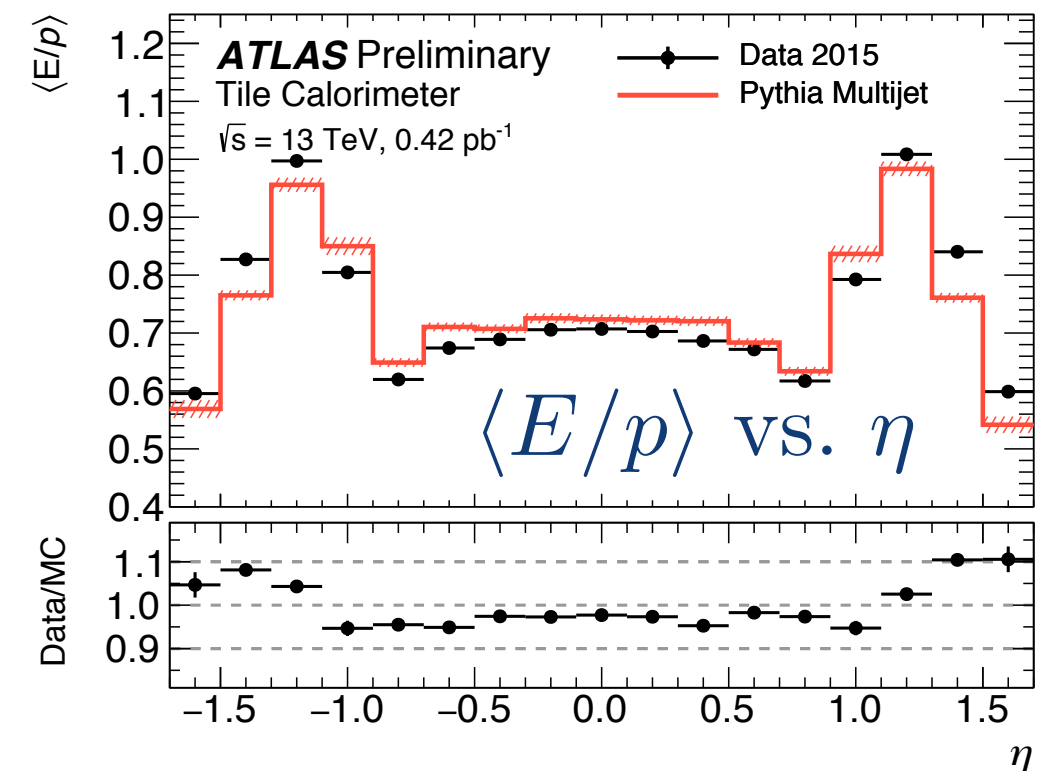 ⟨E/p⟩
ATLAS Preliminary
Tile Calorimeter
√s = 13 TeV, 0.42 pb⁻¹
Data 2015
Pythia Multijet
1.2
1.1
1.0
0.9
0.8
0.7
0.6
0.5
0.4
⟨E/p⟩ vs. η
Data/MC
1.1
1.0
0.9
−1.5 −1.0 −0.5 0.0 0.5 1.0 1.5
η